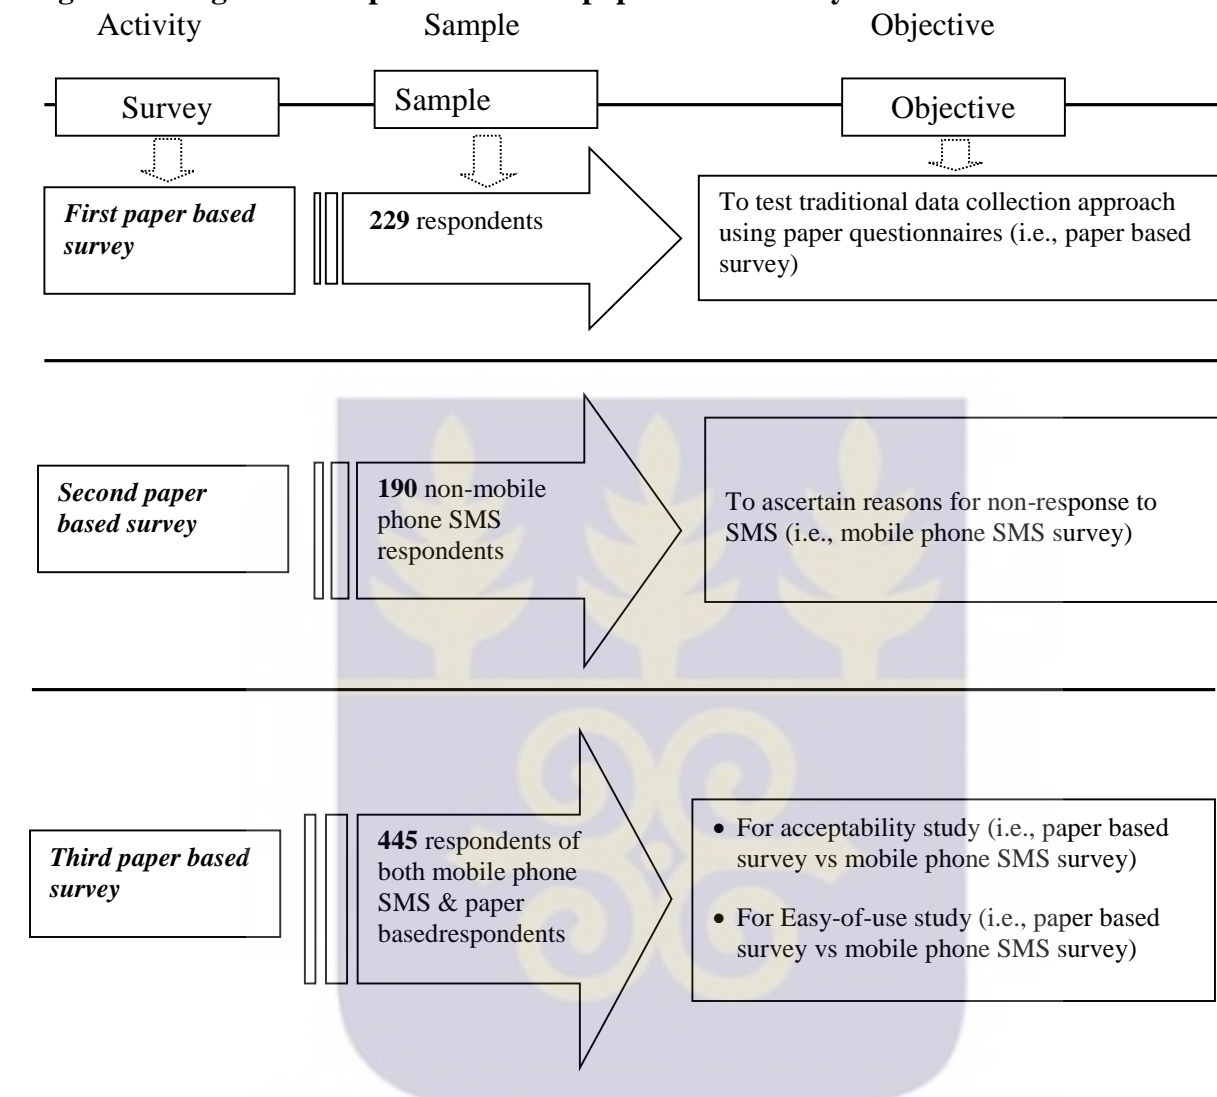 Activity Sample Objective
Survey Sample Objective
First paper based
survey
229 respondents
To test traditional data collection approach
using paper questionnaires (i.e., paper based
survey)
Second paper
based survey
190 non-mobile
phone SMS
respondents
To ascertain reasons for non-response to
SMS (i.e., mobile phone SMS survey)
Third paper based
survey
445 respondents of
both mobile phone
SMS & paper
basedrespondents
• For acceptability study (i.e., paper based
survey vs mobile phone SMS survey)
• For Easy-of-use study (i.e., paper based
survey vs mobile phone SMS survey)